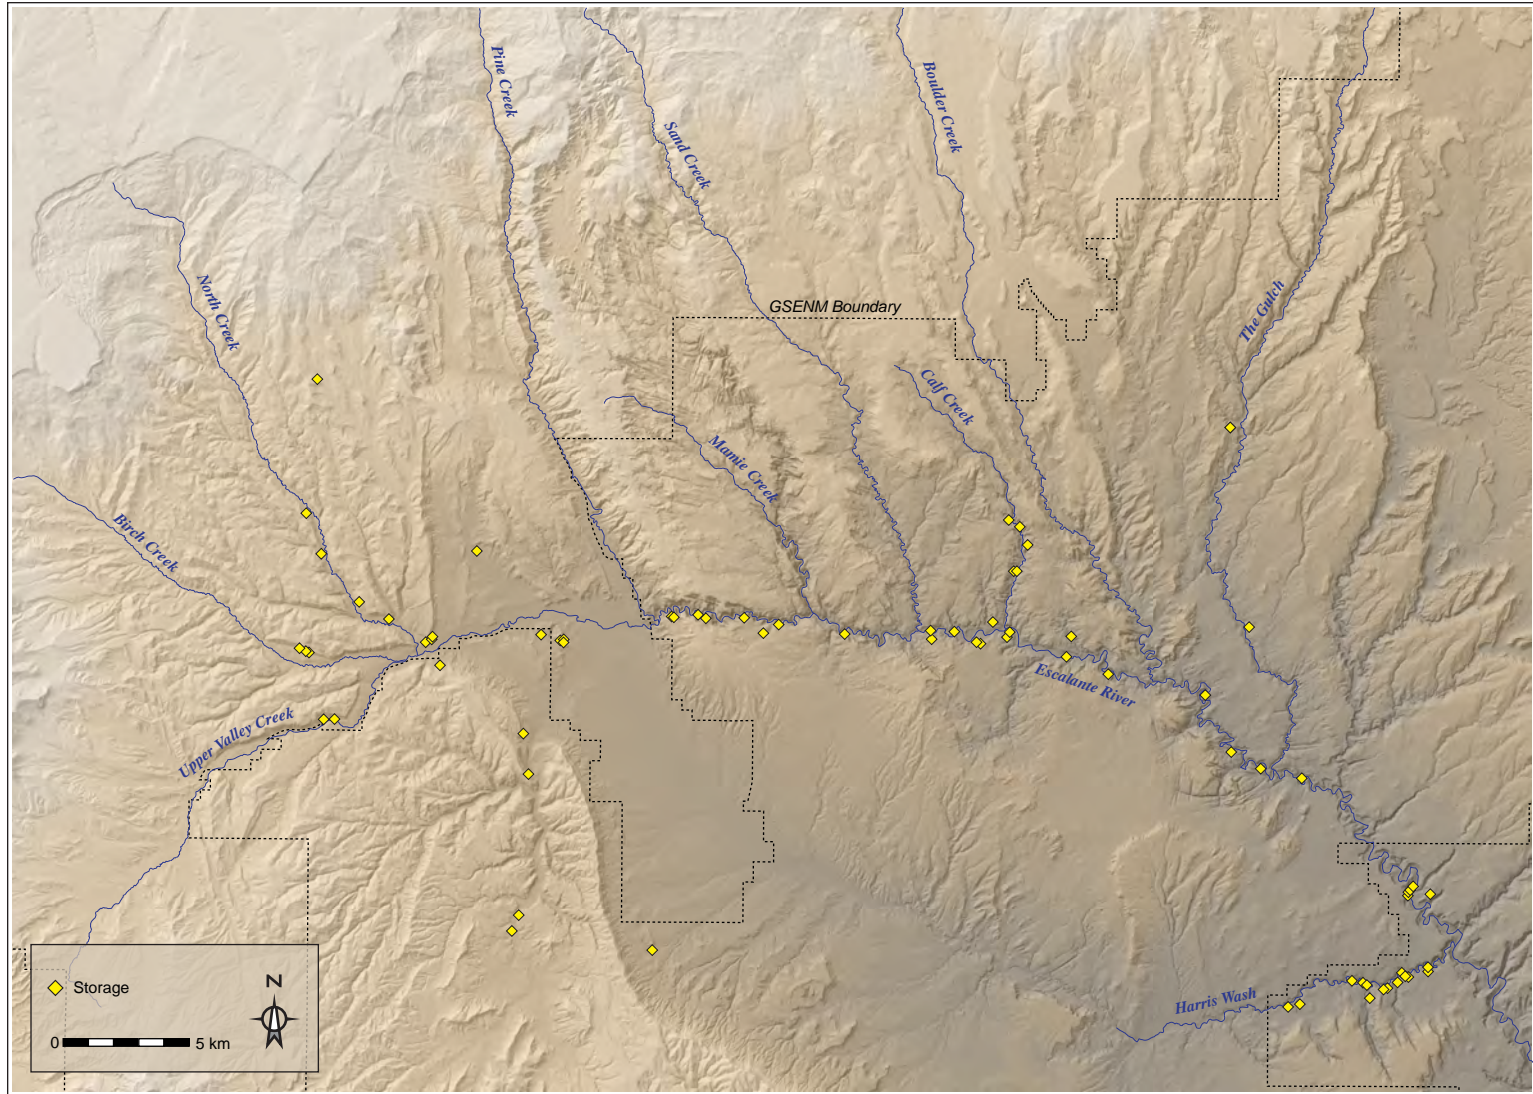 Pine Creek
Sand Creek
Boulder Creek
North Creek
GSENM Boundary
The Gulch
Calf Creek
Mamie Creek
Birch Creek
Escalante River
Upper Valley Creek
Harris Wash
Storage
N
0 5 km